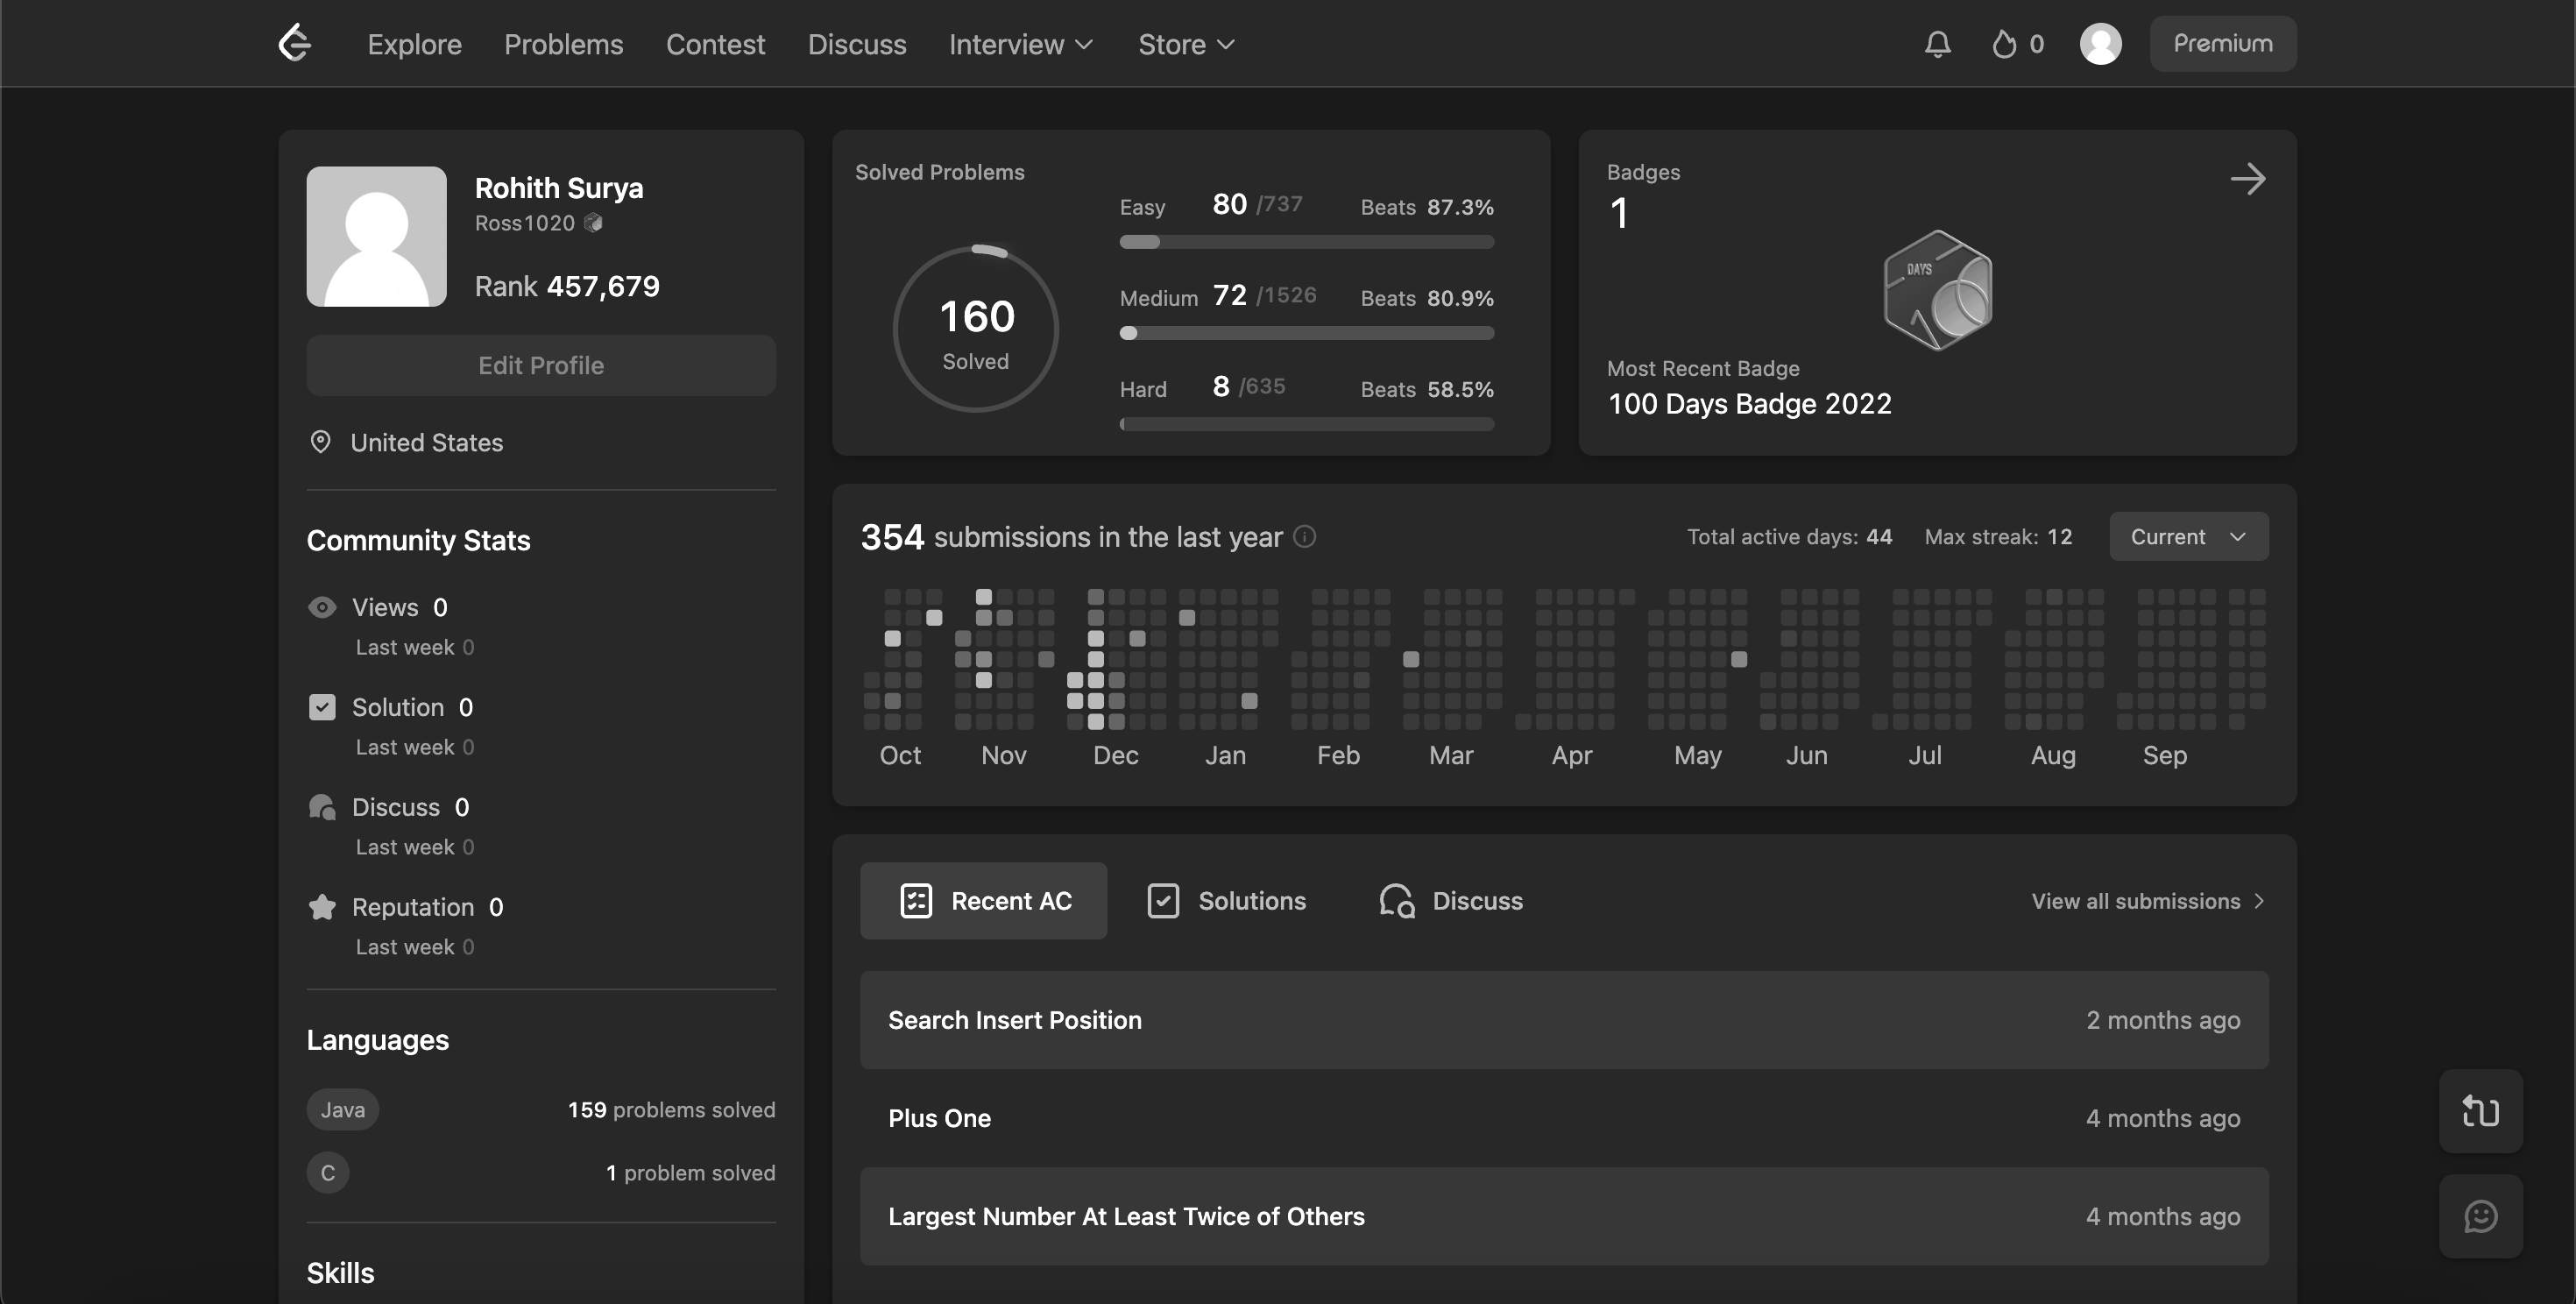 Explore Problems Contest Discuss Interview Store 0 Premium
Rohith Surya
Ross1020
Rank 457,679
Edit Profile
United States
Community Stats
Views 0
Last week 0
Solution 0
Last week 0
Discuss 0
Last week 0
Reputation 0
Last week 0
Languages
Java 159 problems solved
C 1 problem solved
Skills
Solved Problems
160
Solved
Easy 80 /737 Beats 87.3%
Medium 72 /1526 Beats 80.9%
Hard 8 /635 Beats 58.5%
Badges
1
DAYS
Most Recent Badge
100 Days Badge 2022
354 submissions in the last year Total active days: 44 Max streak: 12 Current
Oct Nov Dec Jan Feb Mar Apr May Jun Jul Aug Sep
Recent AC Solutions Discuss View all submissions
Search Insert Position 2 months ago
Plus One 4 months ago
Largest Number At Least Twice of Others 4 months ago